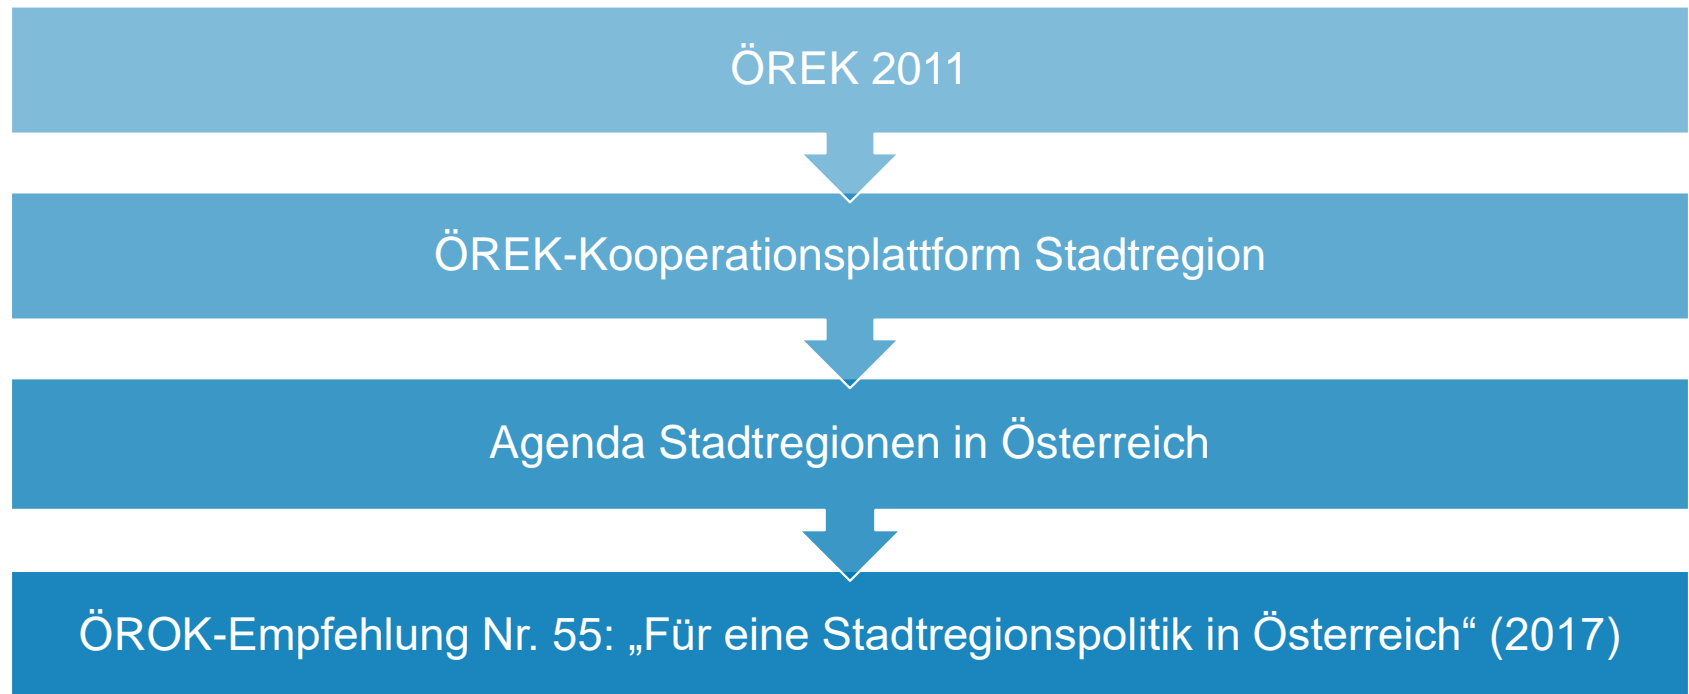 ÖREK 2011
ÖREK-Kooperationsplattform Stadtregion
Agenda Stadtregionen in Österreich
ÖROK-Empfehlung Nr. 55: „Für eine Stadtregionspolitik in Österreich“ (2017)